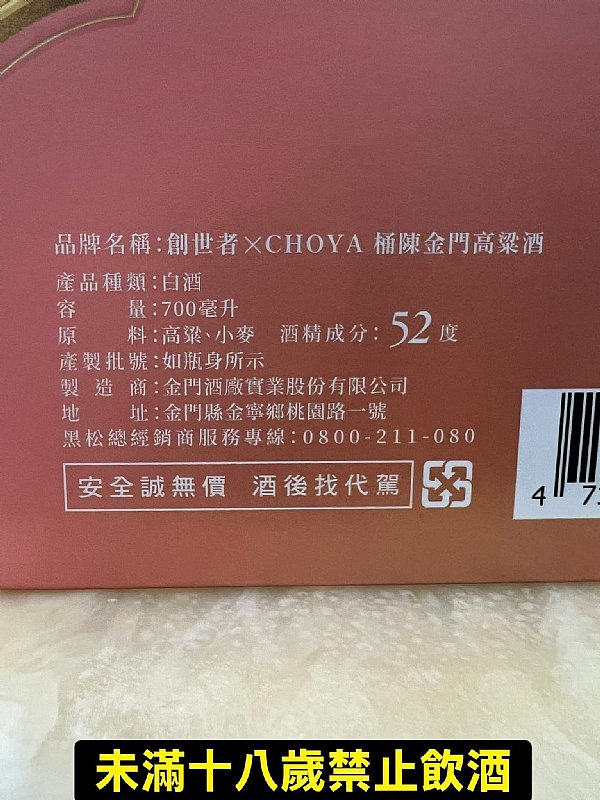 品牌名稱:創世者×CHOYA 桶陳金門高粱酒
產品種類:白酒
容量:700毫升
原料:高粱、小麥 酒精成分: 52度
產製批號:如瓶身所示
製造商:金門酒廠實業股份有限公司
地址:金門縣金寧鄉桃園路一號
黑松總經銷商服務專線:0800-211-080
安全誠無價 酒後找代駕
4 7
未滿十八歲禁止飲酒